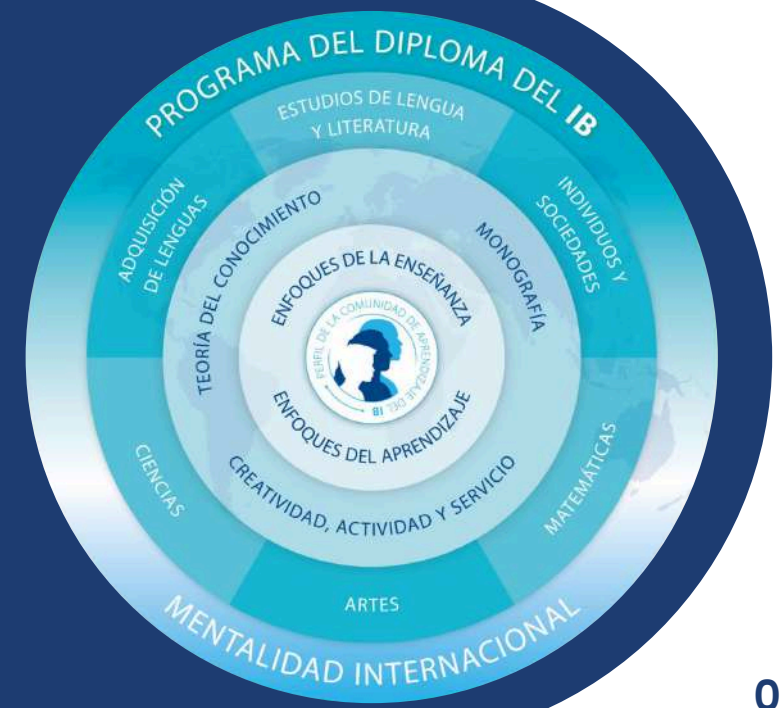 PROGRAMA DEL DIPLOMA DEL IB
ESTUDIOS DE LENGUA
Y LITERATURA
ADQUISICIÓN
DE LENGUAS
INDIVIDUOS Y
SOCIEDADES
TEORÍA DEL CONOCIMIENTO
MONOGRAFÍA
ENFOQUES DE LA ENSEÑANZA
PERFIL DE LA COMUNIDAD DE APRENDIZAJE DEL IB
ENFOQUES DEL APRENDIZAJE
CREATIVIDAD, ACTIVIDAD Y SERVICIO
CIENCIAS
MATEMÁTICAS
ARTES
MENTALIDAD INTERNACIONAL
0